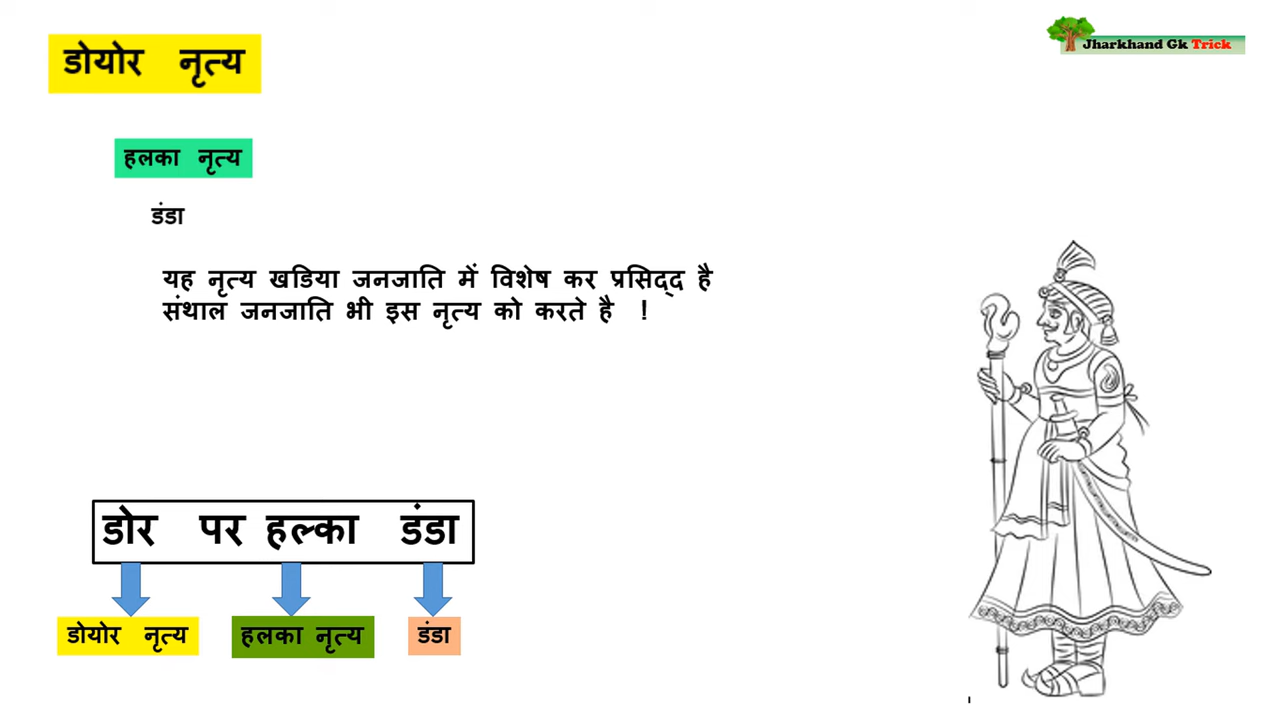 डोयोर नृत्य
Jharkhand Gk Trick
हलका नृत्य
डंडा
यह नृत्य खडिया जनजाति में विशेष कर प्रसिद्द है
संथाल जनजाति भी इस नृत्य को करते है !
डोर पर हल्का डंडा
डोयोर नृत्य
हलका नृत्य
डंडा